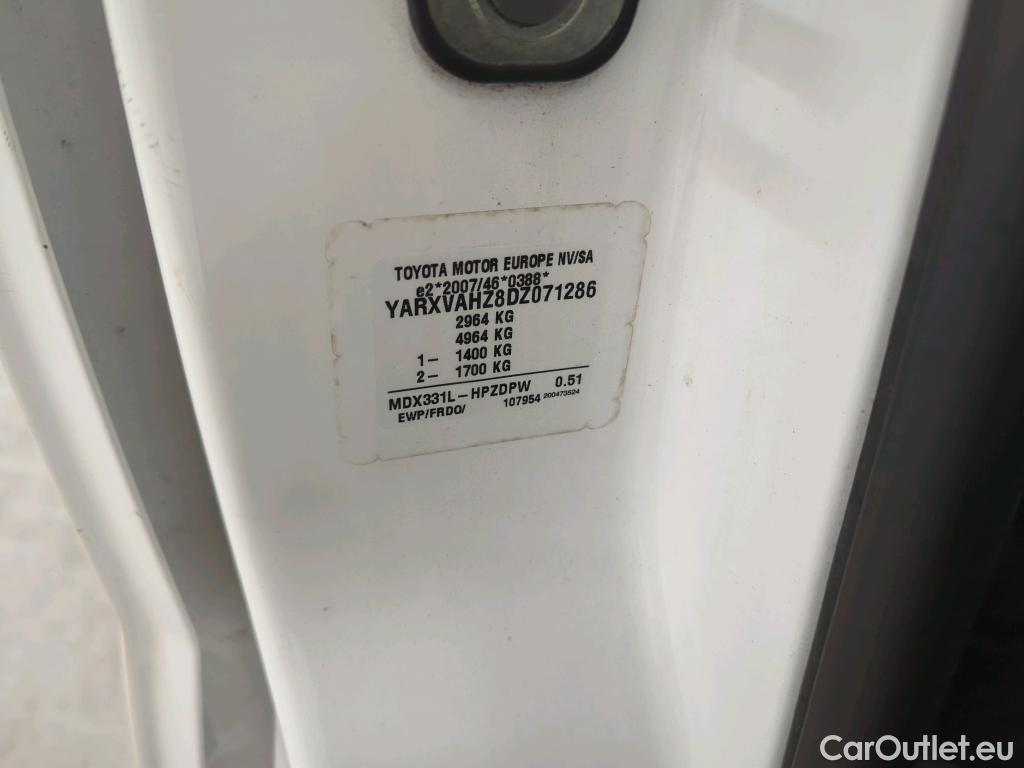 TOYOTA MOTOR EUROPE NV/SA
e2*2007/46*0388*
YARXVAHZ8DZ071286
2964 KG
4964 KG
1– 1400 KG
2– 1700 KG
MDX331L–HPZDPW 0.51
EWP/FRDO/ 107954 200473524
CarOutlet.eu